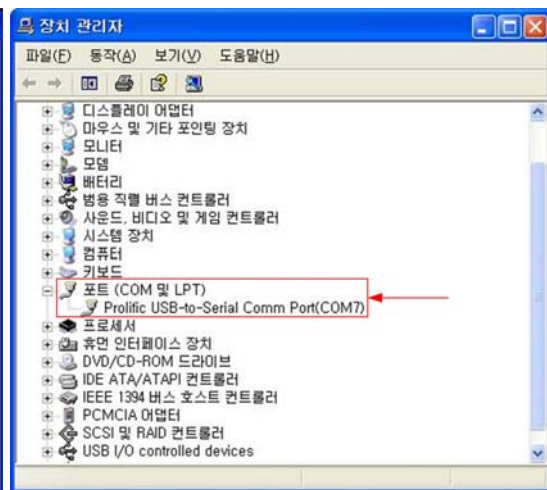 장치 관리자
파일(F) 동작(A) 보기(V) 도움말(H)
디스플레이 어댑터
마우스 및 기타 포인팅 장치
모니터
모뎀
배터리
범용 직렬 버스 컨트롤러
사운드, 비디오 및 게임 컨트롤러
시스템 장치
컴퓨터
키보드
포트 (COM 및 LPT)
Prolific USB-to-Serial Comm Port(COM7)
프로세서
휴먼 인터페이스 장치
DVD/CD-ROM 드라이브
IDE ATA/ATAPI 컨트롤러
IEEE 1394 버스 호스트 컨트롤러
PCMCIA 어댑터
SCSI 및 RAID 컨트롤러
USB I/O controlled devices